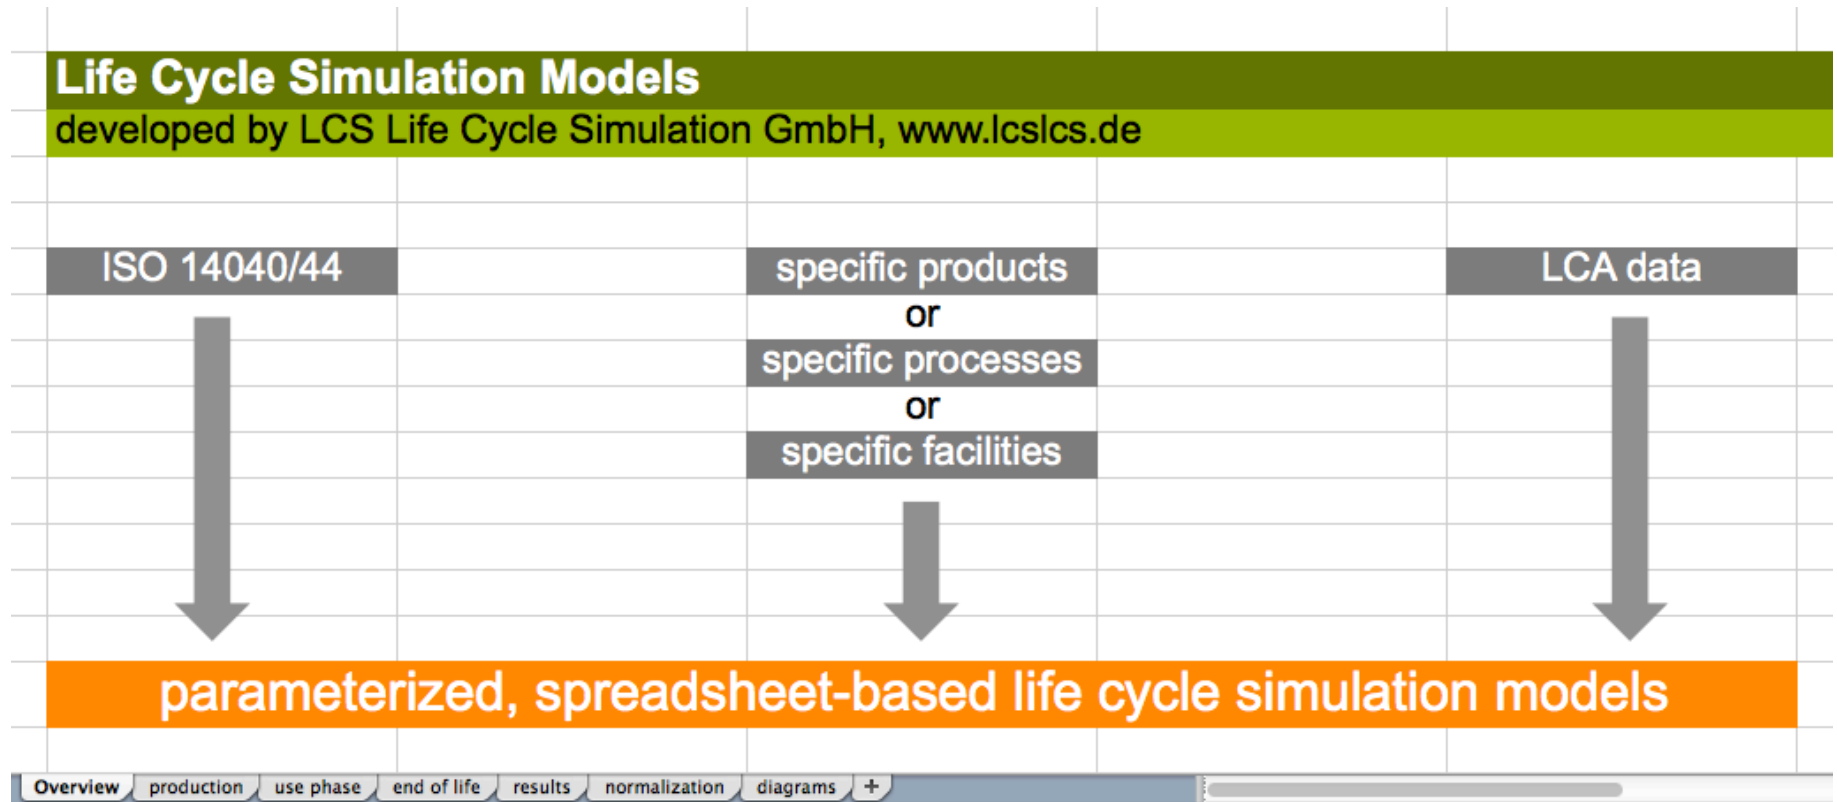 Life Cycle Simulation Models
developed by LCS Life Cycle Simulation GmbH, www.lcslcs.de
ISO 14040/44
specific products
LCA data
or
specific processes
or
specific facilities
parameterized, spreadsheet-based life cycle simulation models
Overview production use phase end of life results normalization diagrams +